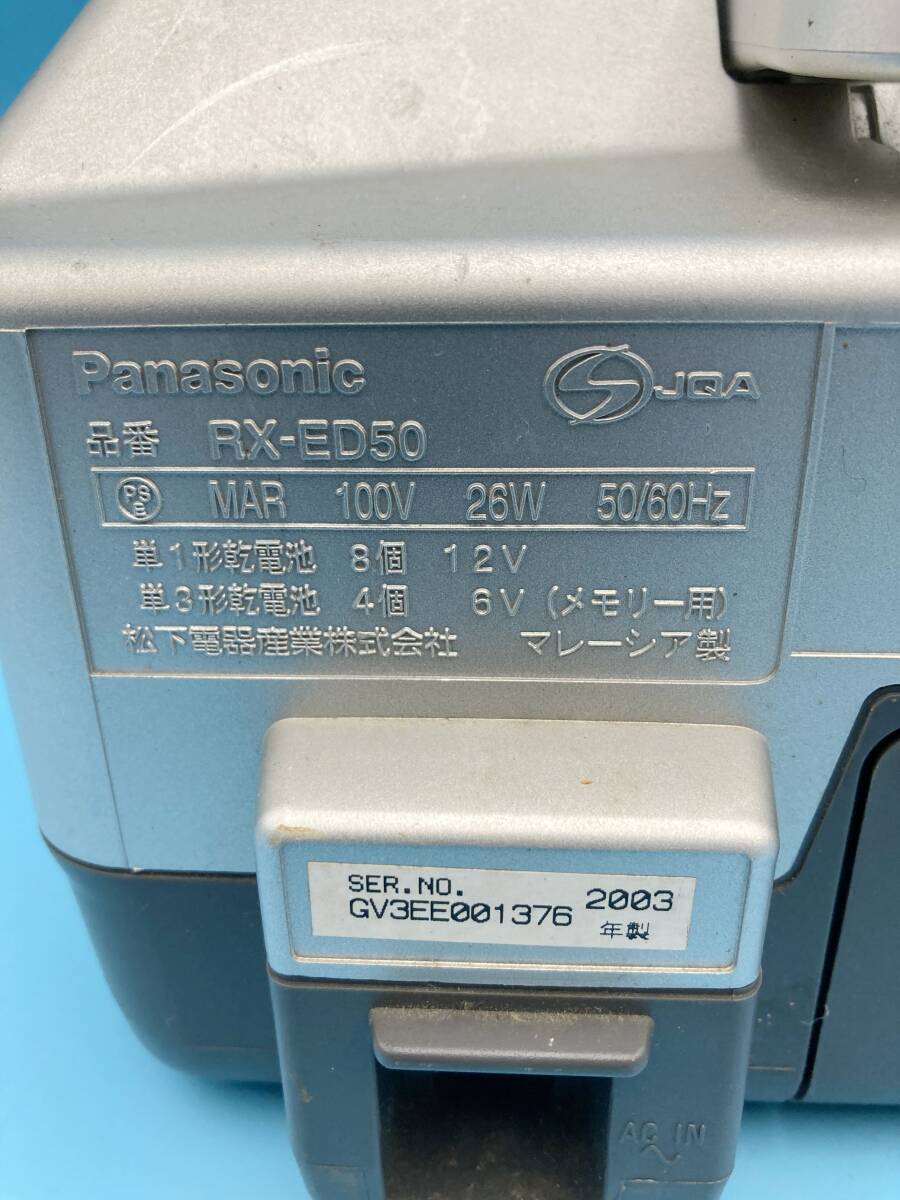 Panasonic
S-JQA
品番 RX-ED50
PS E MAR 100V 26W 50/60Hz
単1形乾電池 8個 12V
単3形乾電池 4個 6V (メモリー用)
松下電器産業株式会社 マレーシア製
SER.NO. 2003
GV3EE001376 年製
AC IN